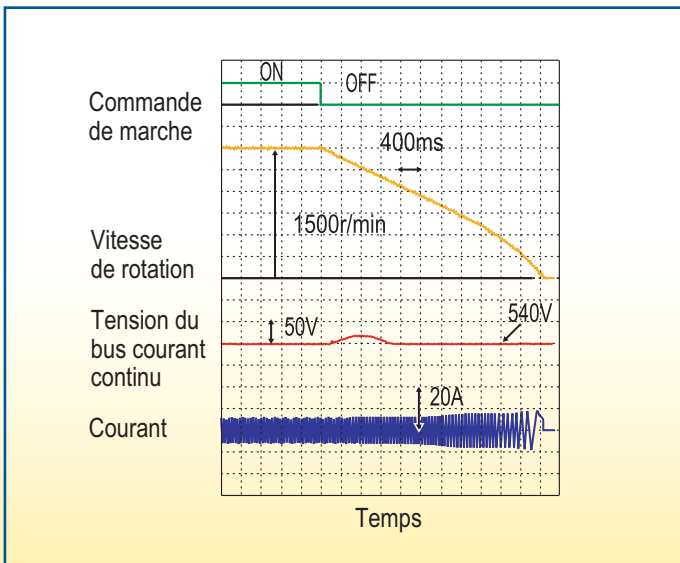 ON
OFF
Commande
de marche
400ms
1500r/min
Vitesse
de rotation
Tension du
bus courant
continu
50V
540V
20A
Courant
Temps